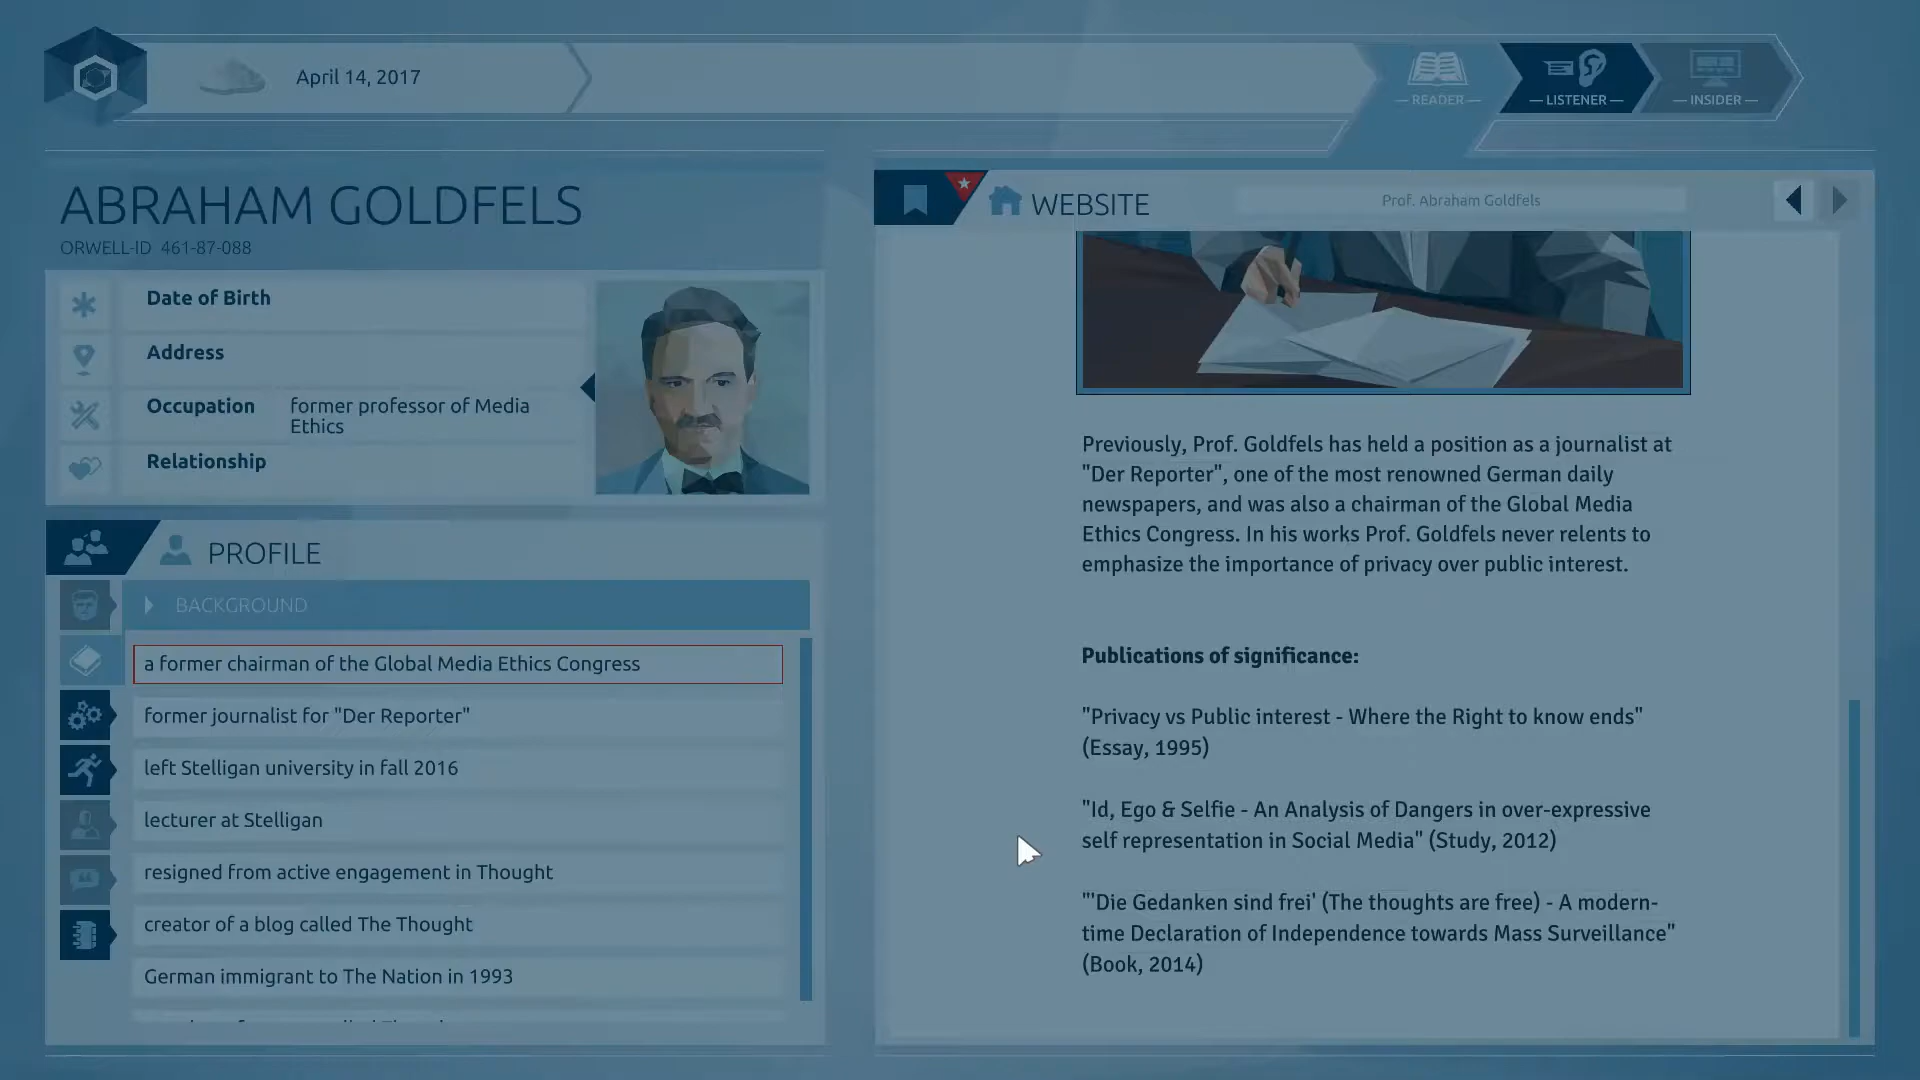 April 14, 2017
— READER —
— LISTENER —
— INSIDER —
ABRAHAM GOLDFELS
ORWELL-ID 461-87-088
Date of Birth
Address
Occupation former professor of Media
Ethics
Relationship
PROFILE
BACKGROUND
a former chairman of the Global Media Ethics Congress
former journalist for "Der Reporter"
left Stelligan university in fall 2016
lecturer at Stelligan
resigned from active engagement in Thought
creator of a blog called The Thought
German immigrant to The Nation in 1993
WEBSITE
Prof. Abraham Goldfels
Previously, Prof. Goldfels has held a position as a journalist at
"Der Reporter", one of the most renowned German daily
newspapers, and was also a chairman of the Global Media
Ethics Congress. In his works Prof. Goldfels never relents to
emphasize the importance of privacy over public interest.
Publications of significance:
"Privacy vs Public interest - Where the Right to know ends"
(Essay, 1995)
"Id, Ego & Selfie - An Analysis of Dangers in over-expressive
self representation in Social Media" (Study, 2012)
"'Die Gedanken sind frei' (The thoughts are free) - A modern-
time Declaration of Independence towards Mass Surveillance"
(Book, 2014)